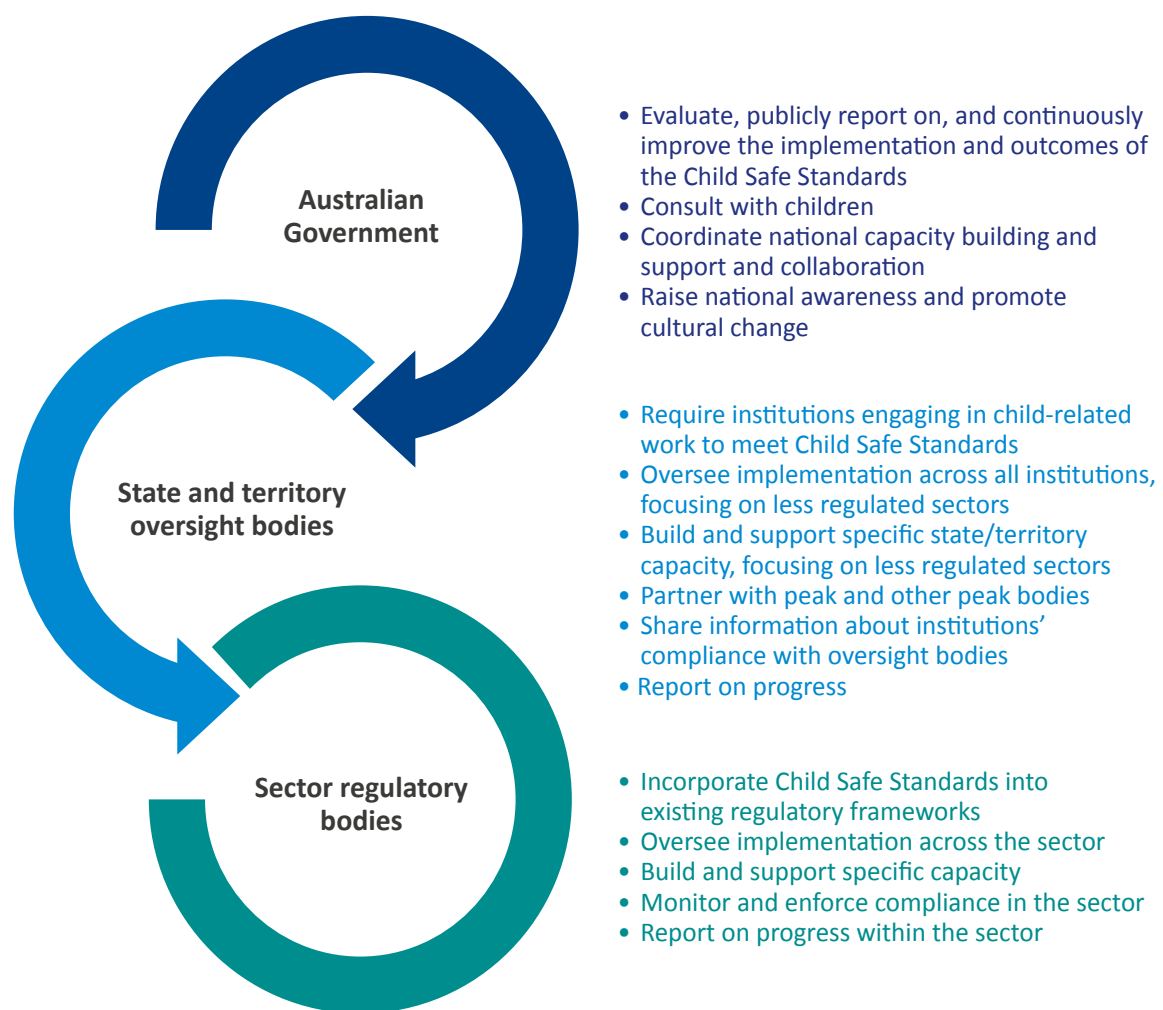 Australian
Government
• Evaluate, publicly report on, and continuously
improve the implementation and outcomes of
the Child Safe Standards
• Consult with children
• Coordinate national capacity building and
support and collaboration
• Raise national awareness and promote
cultural change
State and territory
oversight bodies
• Require institutions engaging in child-related
work to meet Child Safe Standards
• Oversee implementation across all institutions,
focusing on less regulated sectors
• Build and support specific state/territory
capacity, focusing on less regulated sectors
• Partner with peak and other peak bodies
• Share information about institutions’
compliance with oversight bodies
• Report on progress
Sector regulatory
bodies
• Incorporate Child Safe Standards into
existing regulatory frameworks
• Oversee implementation across the sector
• Build and support specific capacity
• Monitor and enforce compliance in the sector
• Report on progress within the sector